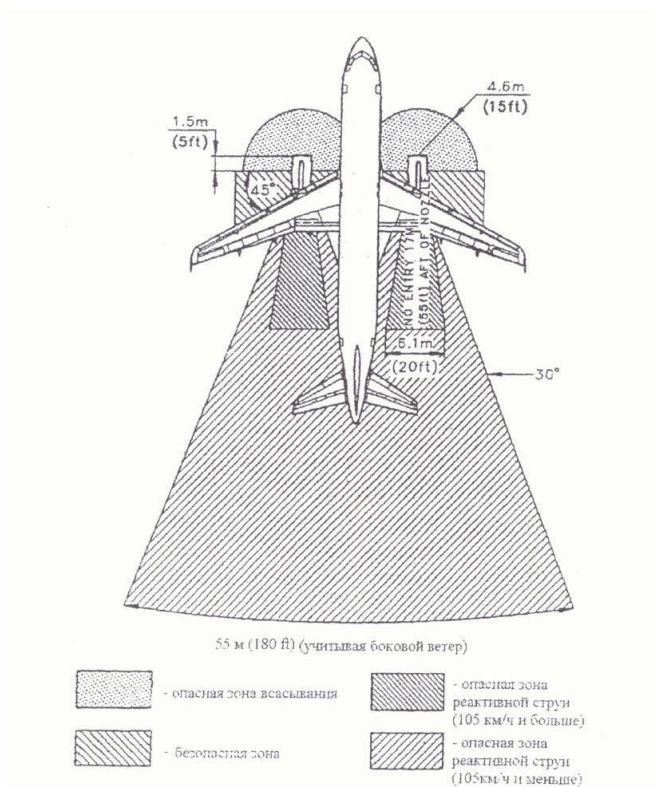 4.6m
(15ft)
1.5m
(5ft)
45°
NO ENTRY 17M
(55ft) AFT OF NOZZLE
6.1m
(20ft)
30°
55 м (180 ft) (учитывая боковой ветер)
- опасная зона всасывания
- безопасная зона
- опасная зона
реактивной струи
(105 км/ч и больше)
- опасная зона
реактивной струи
(105км/ч и меньше)